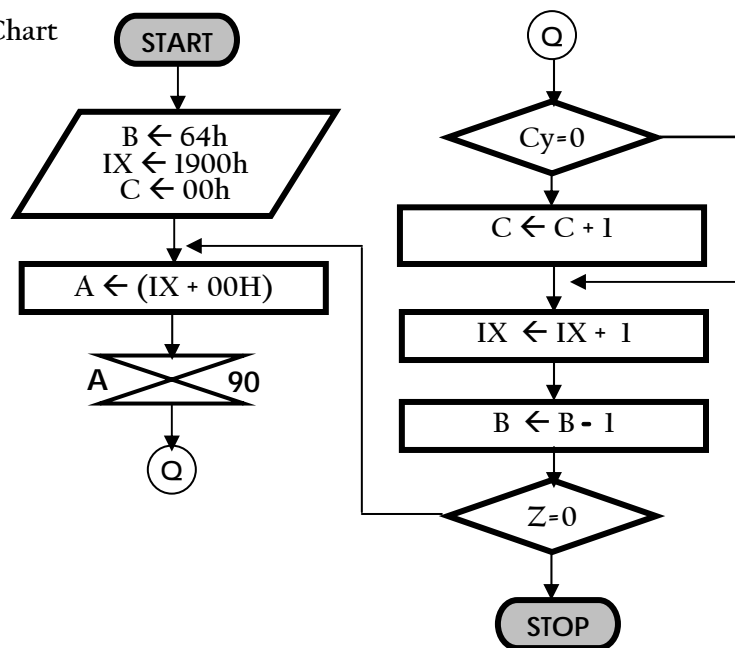 Chart
START
B ← 64h
IX ← 1900h
C ← 00h
A ← (IX + 00H)
A 90
Q
Q
Cy=0
C ← C + 1
IX ← IX + 1
B ← B - 1
Z=0
STOP